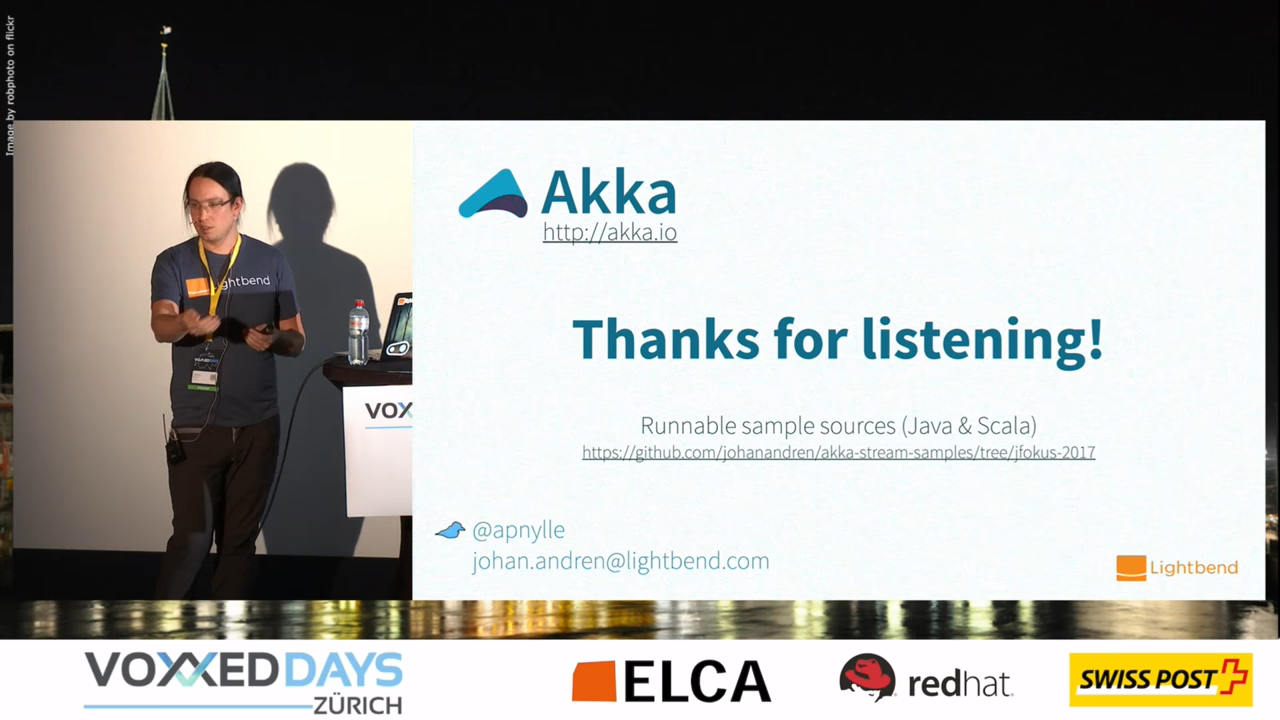 Image by robphoto on flickr
Akka
http://akka.io
Thanks for listening!
Runnable sample sources (Java & Scala)
https://github.com/johanandren/akka-stream-samples/tree/jfokus-2017
@apnylle
johan.andren@lightbend.com
Lightbend
Lightbend
VOX
VOXXED DAYS
ZÜRICH
ELCA
redhat.
SWISS POST